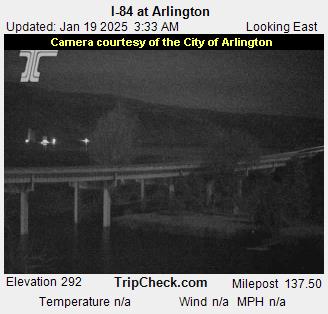 I-84 at Arlington
Updated: Jan 19 2025 3:33 AM Looking East
Camera courtesy of the City of Arlington
Elevation 292 TripCheck.com Milepost 137.50
Temperature n/a Wind n/a MPH n/a